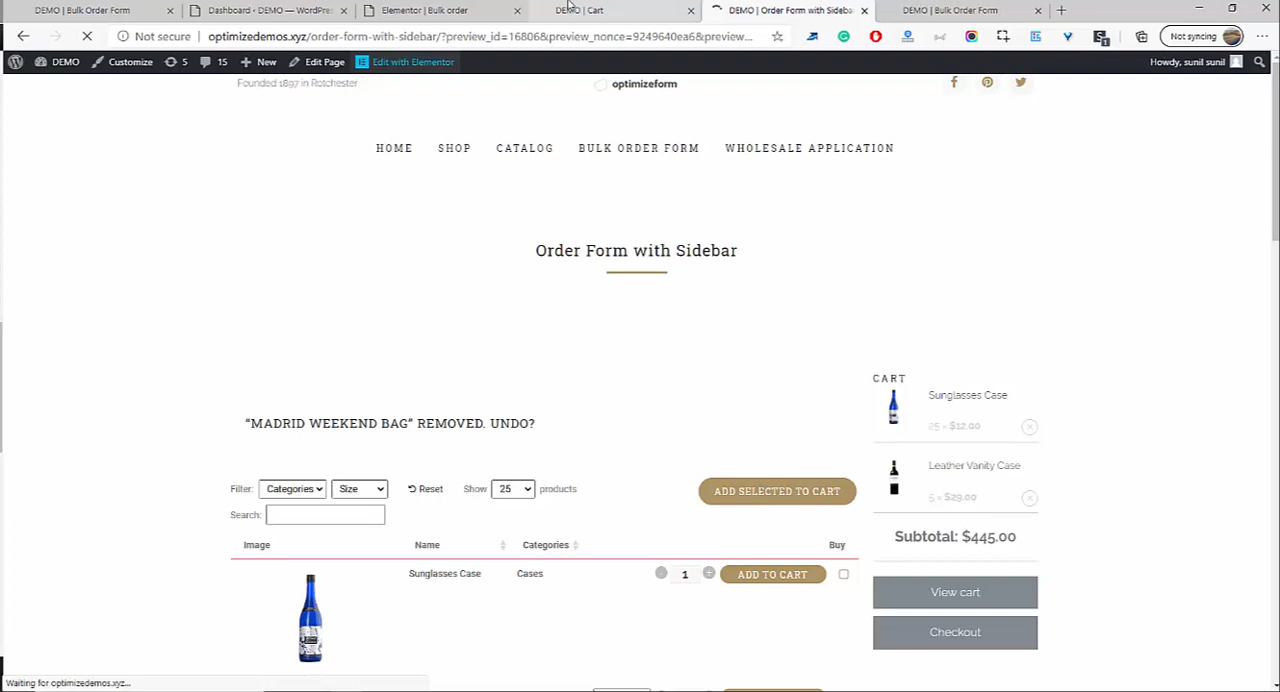 DEMO | Bulk Order Form
Dashboard ‹ DEMO — WordPres
Elementor | Bulk order
DEMO | Cart
DEMO | Order Form with Sideba
DEMO | Bulk Order Form
Not secure
optimizedemos.xyz/order-form-with-sidebar/?preview_id=16806&preview_nonce=9249640ea6&preview...
Not syncing
DEMO
Customize
5
15
New
Edit Page
Edit with Elementor
Howdy, sunil sunil
Founded 1897 in Rotchester
optimizeform
HOME
SHOP
CATALOG
BULK ORDER FORM
WHOLESALE APPLICATION
Order Form with Sidebar
CART
Sunglasses Case
25 × $12.00
"MADRID WEEKEND BAG" REMOVED. UNDO?
Leather Vanity Case
5 × $29.00
Filter:
Categories
Size
Reset
Show
25
products
ADD SELECTED TO CART
Search:
Subtotal: $445.00
Image
Name
Categories
Buy
Sunglasses Case
Cases
- 1 +
ADD TO CART
View cart
Checkout
Waiting for optimizedemos.xyz...